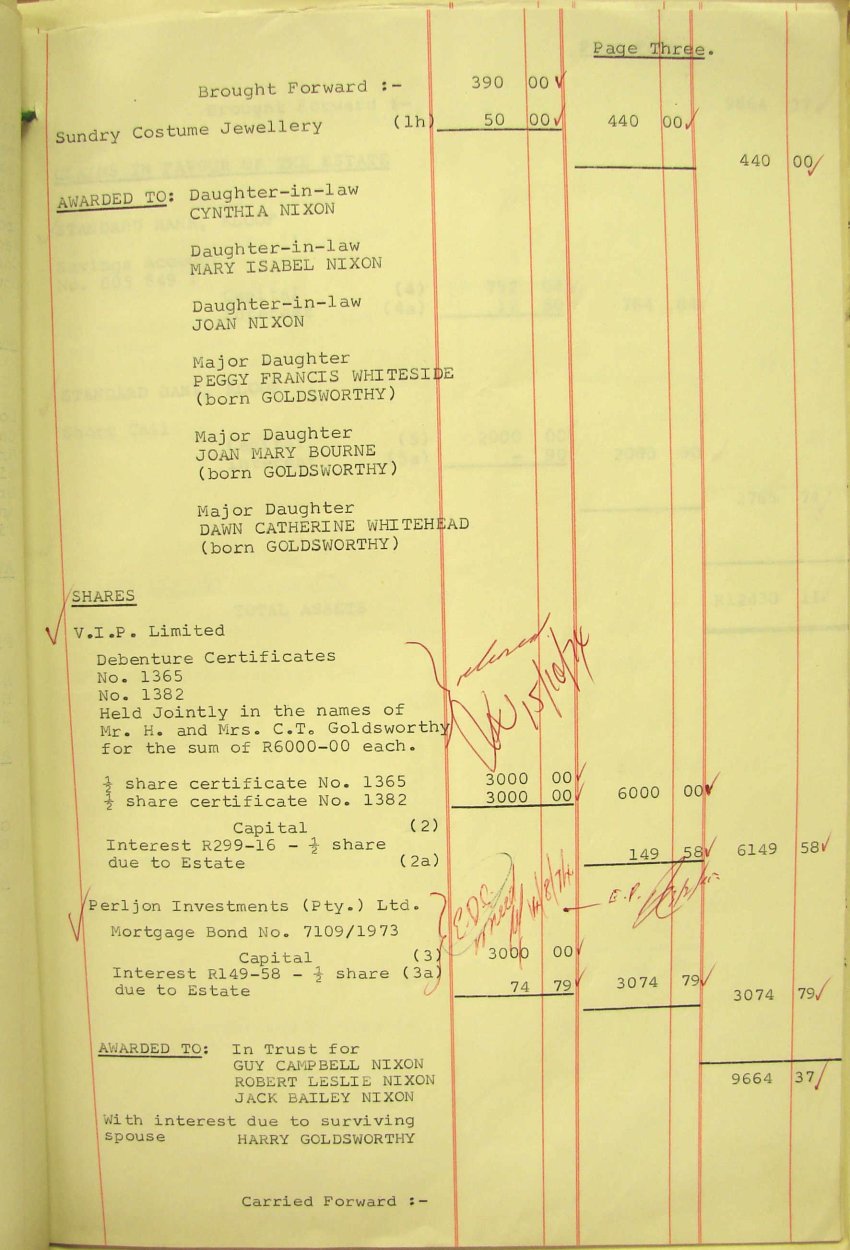 Page Three.
Brought Forward :- 390 00
Sundry Costume Jewellery (1h) 50 00 440 00
440 00
AWARDED TO: Daughter-in-law
CYNTHIA NIXON
Daughter-in-law
MARY ISABEL NIXON
Daughter-in-law
JOAN NIXON
Major Daughter
PEGGY FRANCIS WHITESIDE
(born GOLDSWORTHY)
Major Daughter
JOAN MARY BOURNE
(born GOLDSWORTHY)
Major Daughter
DAWN CATHERINE WHITEHEAD
(born GOLDSWORTHY)
SHARES
V.I.P. Limited
Debenture Certificates
No. 1365
No. 1382
Held Jointly in the names of
Mr. H. and Mrs. C.T. Goldsworthy
for the sum of R6000-00 each.
15/10/74
½ share certificate No. 1365 3000 00
½ share certificate No. 1382 3000 00 6000 00
Capital (2)
Interest R299-16 - ½ share 149 58 6149 58
due to Estate (2a)
E.P.
Perljon Investments (Pty.) Ltd.
Mortgage Bond No. 7109/1973
Capital (3) 3000 00
Interest R149-58 - ½ share (3a) 74 79 3074 79 3074 79
due to Estate
AWARDED TO: In Trust for
GUY CAMPBELL NIXON
ROBERT LESLIE NIXON 9664 37
JACK BAILEY NIXON
With interest due to surviving
spouse HARRY GOLDSWORTHY
Carried Forward :-